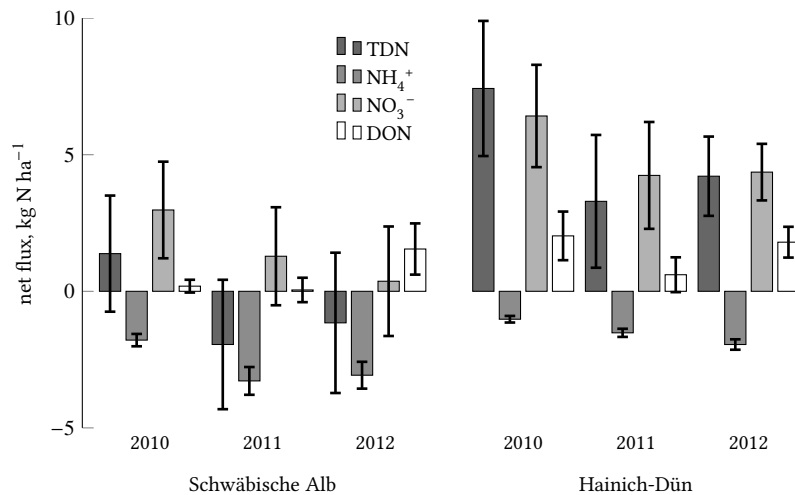 10
5
0
−5
net flux, kg N ha⁻¹
TDN
NH₄⁺
NO₃⁻
DON
2010 2011 2012 2010 2011 2012
Schwäbische Alb Hainich-Dün